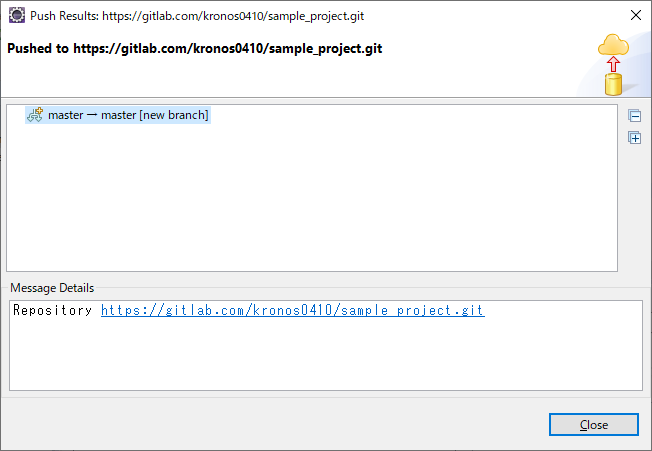 Push Results: https://gitlab.com/kronos0410/sample_project.git
Pushed to https://gitlab.com/kronos0410/sample_project.git
master → master [new branch]
Message Details
Repository https://gitlab.com/kronos0410/sample_project.git
Close